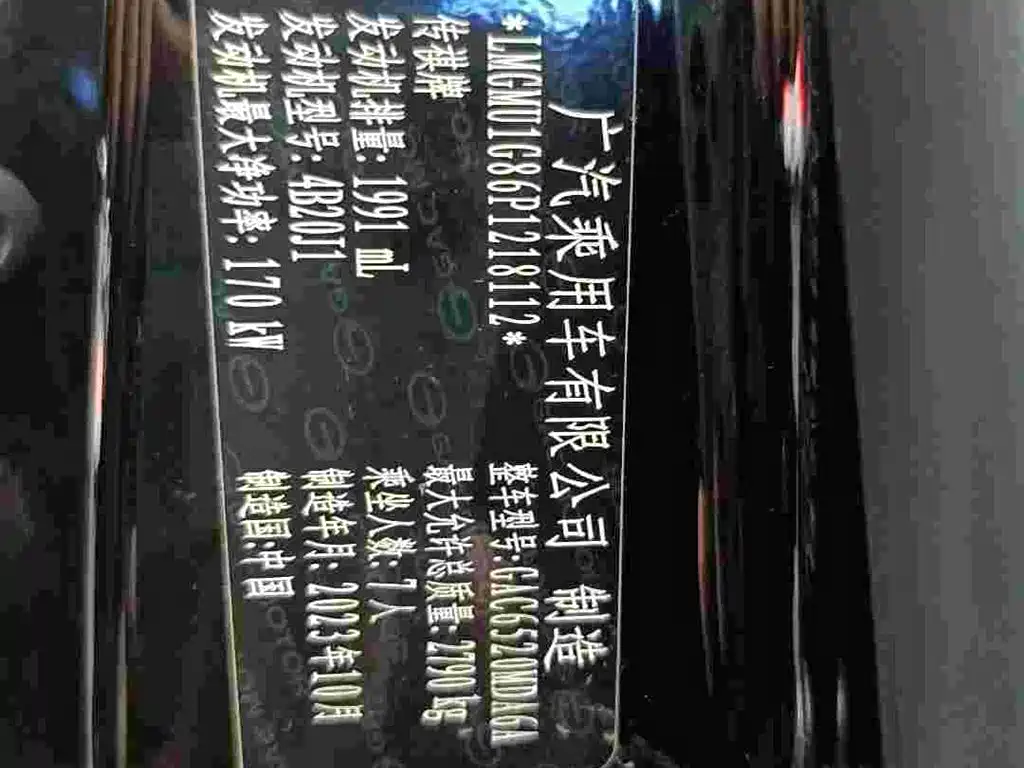 广汽乘用车有限公司 制造
*LMGMU1G86P1218112* 整车型号:GAC6520MDA6A
传祺牌 最大允许总质量:2790 kg
发动机排量: 1991 mL 乘坐人数: 7 人
发动机型号: 4B20J1 制造年月: 2023年10月
发动机最大净功率: 170 kW 制造国:中国